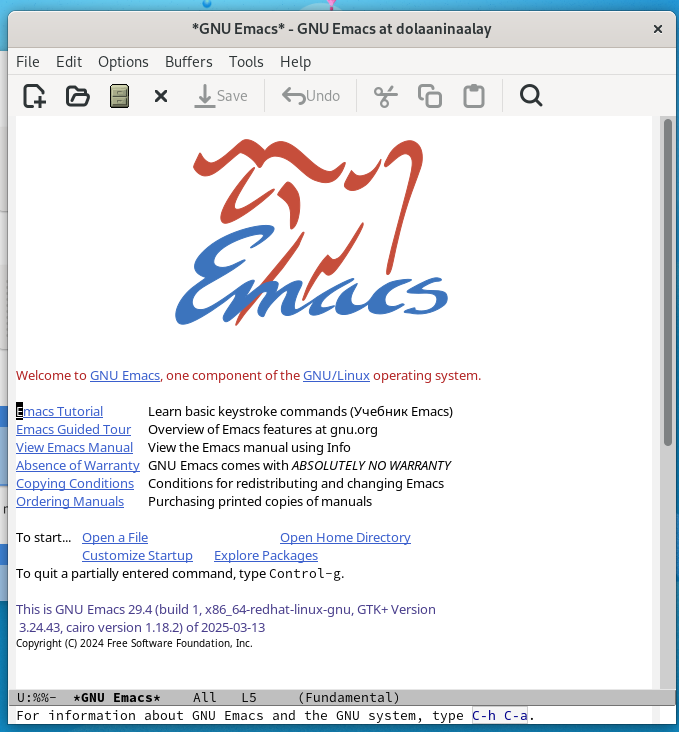 *GNU Emacs* - GNU Emacs at dolaaninaalay
File Edit Options Buffers Tools Help
Save Undo
Emacs
Welcome to GNU Emacs, one component of the GNU/Linux operating system.
Emacs Tutorial Learn basic keystroke commands (Учебник Emacs)
Emacs Guided Tour Overview of Emacs features at gnu.org
View Emacs Manual View the Emacs manual using Info
Absence of Warranty GNU Emacs comes with ABSOLUTELY NO WARRANTY
Copying Conditions Conditions for redistributing and changing Emacs
Ordering Manuals Purchasing printed copies of manuals
To start... Open a File Open Home Directory
Customize Startup Explore Packages
To quit a partially entered command, type Control-g.
This is GNU Emacs 29.4 (build 1, x86_64-redhat-linux-gnu, GTK+ Version
3.24.43, cairo version 1.18.2) of 2025-03-13
Copyright (C) 2024 Free Software Foundation, Inc.
U:%%- *GNU Emacs* All L5 (Fundamental)
For information about GNU Emacs and the GNU system, type C-h C-a.